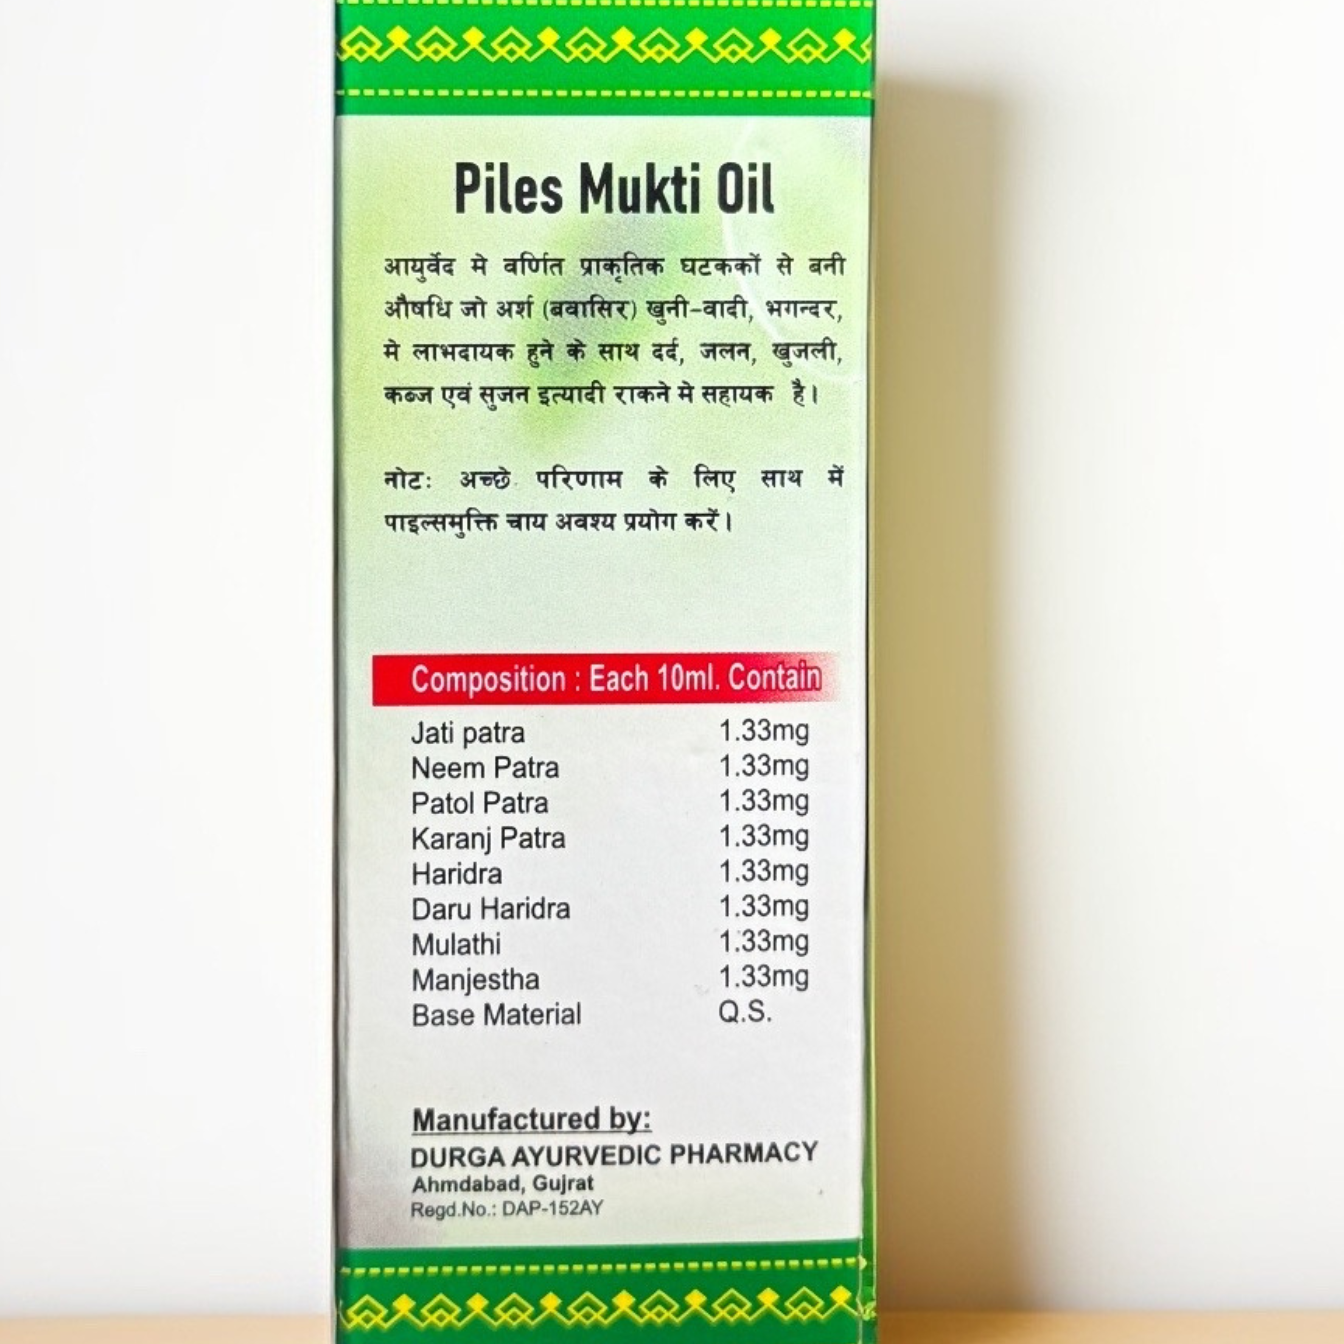 Piles Mukti Oil
आयुर्वेद मे वर्णित प्राकृतिक घटककों से बनी
औषधि जो अर्श (बवासिर) खुनी-वादी, भगन्दर,
मे लाभदायक हुने के साथ दर्द, जलन, खुजली,
कब्ज एवं सुजन इत्यादी राकने मे सहायक है।
नोटः अच्छे परिणाम के लिए साथ में
पाइल्समुक्ति चाय अवश्य प्रयोग करें।
Composition : Each 10ml. Contain
Jati patra 1.33mg
Neem Patra 1.33mg
Patol Patra 1.33mg
Karanj Patra 1.33mg
Haridra 1.33mg
Daru Haridra 1.33mg
Mulathi 1.33mg
Manjestha 1.33mg
Base Material Q.S.
Manufactured by:
DURGA AYURVEDIC PHARMACY
Ahmdabad, Gujrat
Regd.No.: DAP-152AY